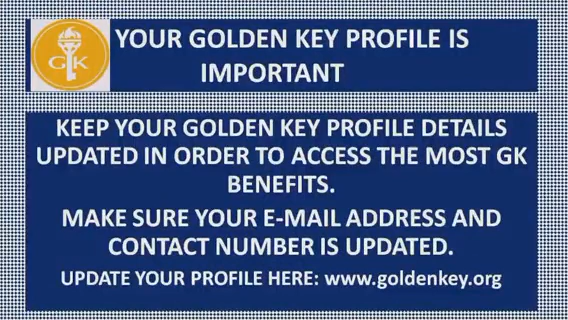 GK
YOUR GOLDEN KEY PROFILE IS
IMPORTANT
KEEP YOUR GOLDEN KEY PROFILE DETAILS
UPDATED IN ORDER TO ACCESS THE MOST GK
BENEFITS.
MAKE SURE YOUR E-MAIL ADDRESS AND
CONTACT NUMBER IS UPDATED.
UPDATE YOUR PROFILE HERE: www.goldenkey.org